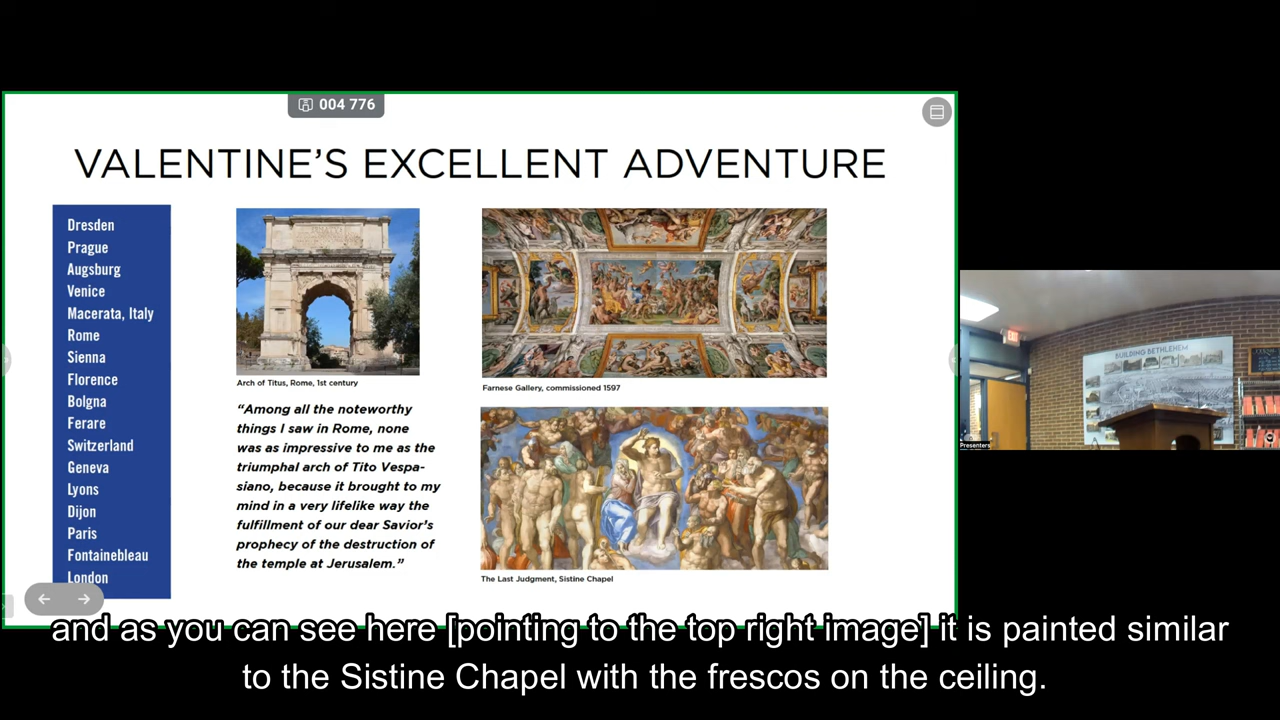 004 776
VALENTINE'S EXCELLENT ADVENTURE
Dresden
Prague
Augsburg
Venice
Macerata, Italy
Rome
Sienna
Florence
Bolgna
Ferare
Switzerland
Geneva
Lyons
Dijon
Paris
Fontainebleau
London
Arch of Titus, Rome, 1st century
“Among all the noteworthy
things I saw in Rome, none
was as impressive to me as the
triumphal arch of Tito Vespa-
siano, because it brought to my
mind in a very lifelike way the
fulfillment of our dear Savior’s
prophecy of the destruction of
the temple at Jerusalem.”
Farnese Gallery, commissioned 1597
The Last Judgment, Sistine Chapel
EXIT
BUILDING BETHLEHEM
Presenters
and as you can see here [pointing to the top right image] it is painted similar
to the Sistine Chapel with the frescos on the ceiling.